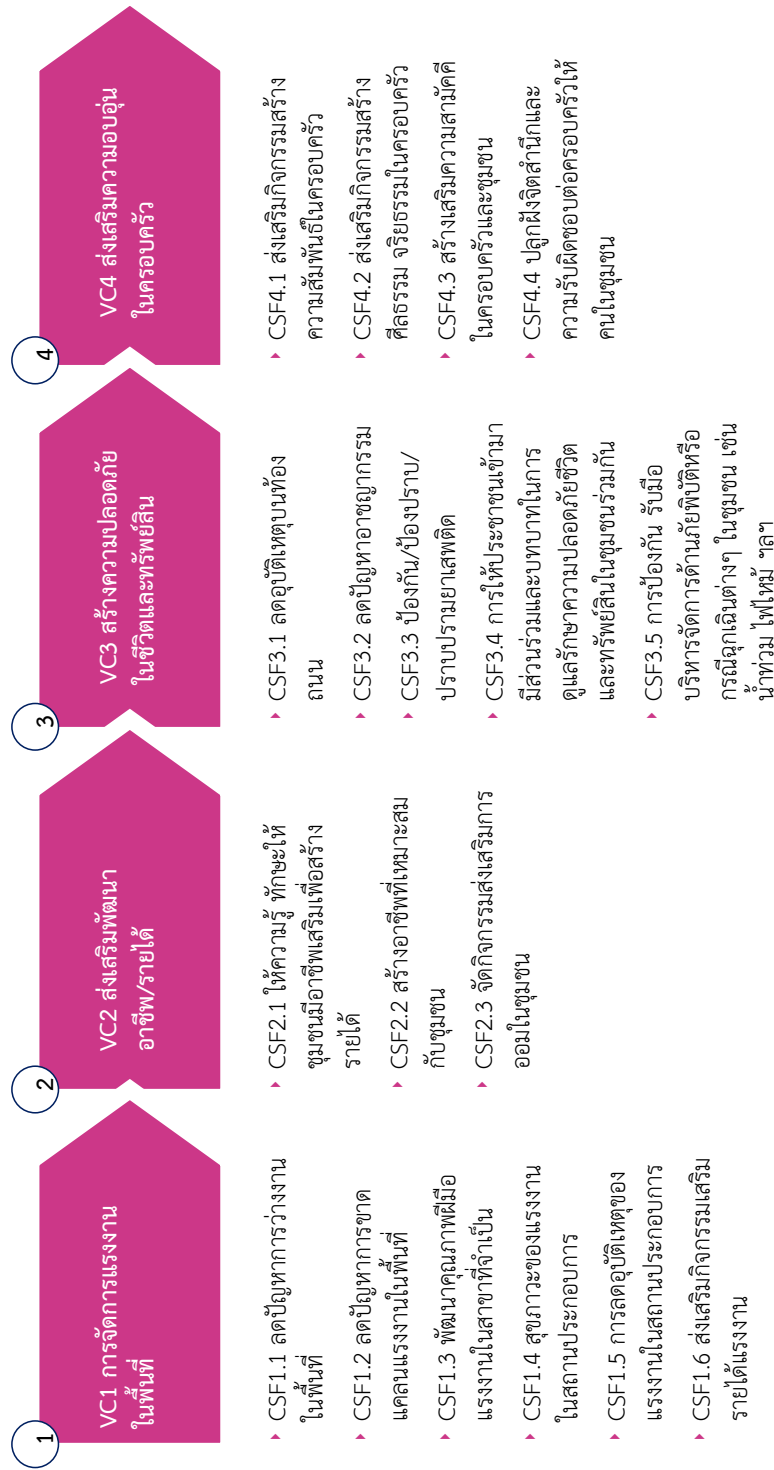 1
VC1 การจัดการแรงงาน
ในพื้นที่
▸ CSF1.1 ลดปัญหาการว่างงาน
ในพื้นที่
▸ CSF1.2 ลดปัญหาการขาด
แคลนแรงงานในพื้นที่
▸ CSF1.3 พัฒนาคุณภาพฝีมือ
แรงงานในสาขาที่จำเป็น
▸ CSF1.4 สุขภาวะของแรงงาน
ในสถานประกอบการ
▸ CSF1.5 การลดอุบัติเหตุของ
แรงงานในสถานประกอบการ
▸ CSF1.6 ส่งเสริมกิจกรรมเสริม
รายได้แรงงาน
2
VC2 ส่งเสริมพัฒนา
อาชีพ/รายได้
▸ CSF2.1 ให้ความรู้ ทักษะให้
ชุมชนมีอาชีพเสริมเพื่อสร้าง
รายได้
▸ CSF2.2 สร้างอาชีพที่เหมาะสม
กับชุมชน
▸ CSF2.3 จัดกิจกรรมส่งเสริมการ
ออมในชุมชน
3
VC3 สร้างความปลอดภัย
ในชีวิตและทรัพย์สิน
▸ CSF3.1 ลดอุบัติเหตุบนท้อง
ถนน
▸ CSF3.2 ลดปัญหาอาชญากรรม
▸ CSF3.3 ป้องกัน/ป้องปราบ/
ปราบปรามยาเสพติด
▸ CSF3.4 การให้ประชาชนเข้ามา
มีส่วนร่วมและบทบาทในการ
ดูแลรักษาความปลอดภัยชีวิต
และทรัพย์สินในชุมชนร่วมกัน
▸ CSF3.5 การป้องกัน รับมือ
บริหารจัดการด้านภัยพิบัติหรือ
กรณีฉุกเฉินต่างๆ ในชุมชน เช่น
น้ำท่วม ไฟไหม้ ฯลฯ
4
VC4 ส่งเสริมความอบอุ่น
ในครอบครัว
▸ CSF4.1 ส่งเสริมกิจกรรมสร้าง
ความสัมพันธ์ในครอบครัว
▸ CSF4.2 ส่งเสริมกิจกรรมสร้าง
ศีลธรรม จริยธรรมในครอบครัว
▸ CSF4.3 สร้างเสริมความสามัคคี
ในครอบครัวและชุมชน
▸ CSF4.4 ปลูกฝังจิตสำนึกและ
ความรับผิดชอบต่อครอบครัวให้
คนในชุมชน